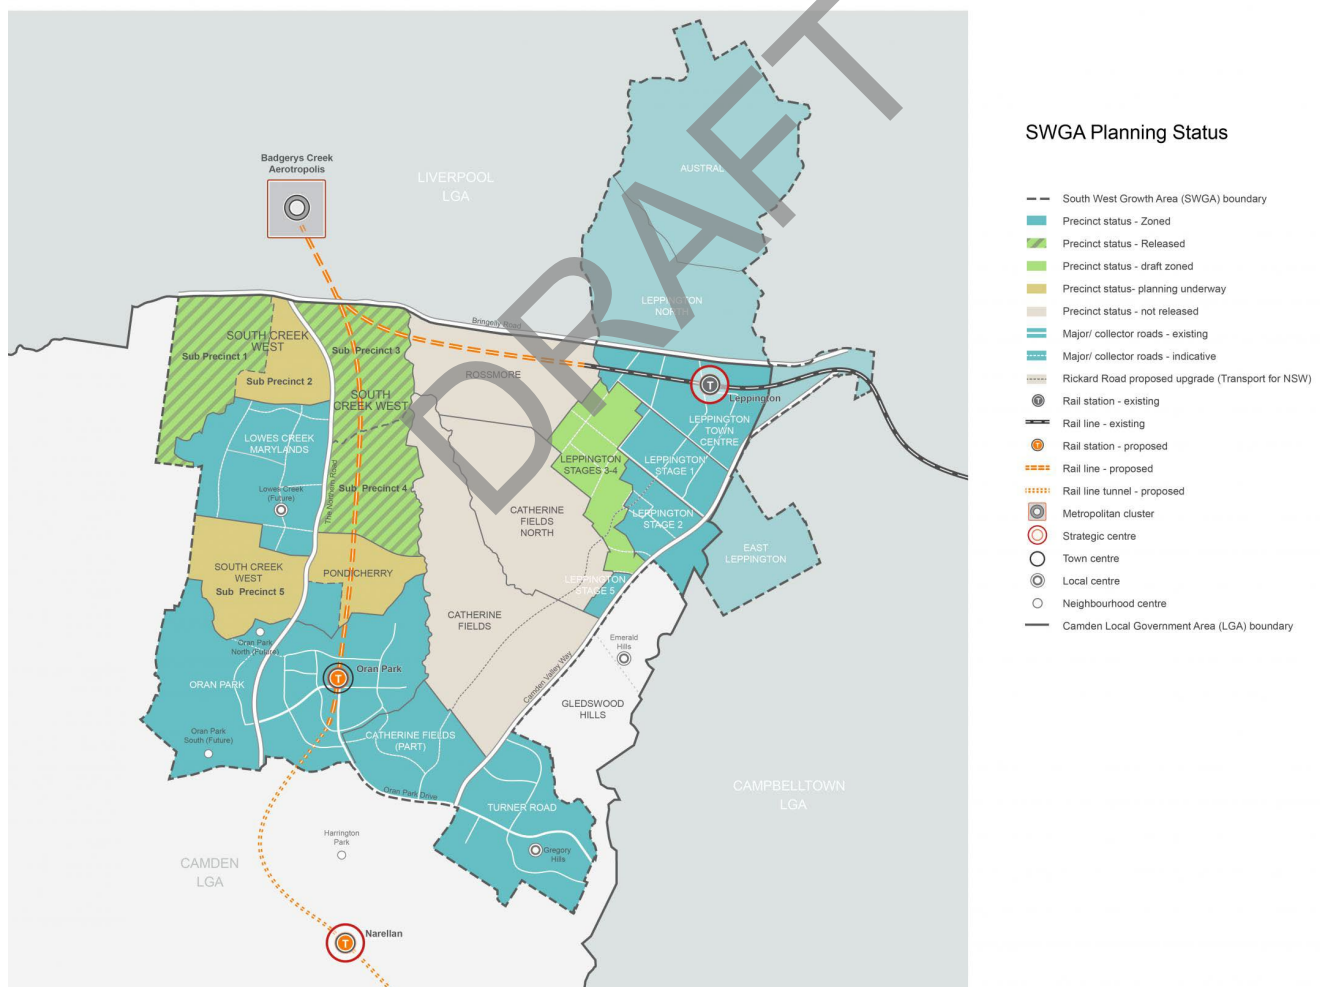 DRAFT
Badgerys Creek
Aerotropolis
LIVERPOOL
LGA
AUSTRAL
LEPPINGTON
NORTH
Bringelly Road
SOUTH CREEK
WEST
Sub Precinct 1
Sub Precinct 2
Sub Precinct 3
SOUTH
CREEK WEST
ROSSMORE
Leppington
LEPPINGTON
TOWN
CENTRE
LOWES CREEK
MARYLANDS
LEPPINGTON
STAGES 3-4
LEPPINGTON
STAGE 1
Lowes Creek
(Future)
The Northern Road
Sub Precinct 4
CATHERINE
FIELDS
NORTH
LEPPINGTON
STAGE 2
EAST
LEPPINGTON
SOUTH CREEK
WEST
Sub Precinct 5
PONDICHERRY
LEPPINGTON
STAGE 5
CATHERINE
FIELDS
Oran Park
North (Future)
Emerald
Hills
Oran Park
ORAN PARK
Camden Valley Way
GLEDSWOOD
HILLS
Oran Park
South (Future)
CATHERINE FIELDS
(PART)
Oran Park Drive
TURNER ROAD
CAMPBELLTOWN
LGA
Harrington
Park
Gregory
Hills
CAMDEN
LGA
Narellan
SWGA Planning Status
South West Growth Area (SWGA) boundary
Precinct status - Zoned
Precinct status - Released
Precinct status - draft zoned
Precinct status- planning underway
Precinct status - not released
Major/ collector roads - existing
Major/ collector roads - indicative
Rickard Road proposed upgrade (Transport for NSW)
Rail station - existing
Rail line - existing
Rail station - proposed
Rail line - proposed
Rail line tunnel - proposed
Metropolitan cluster
Strategic centre
Town centre
Local centre
Neighbourhood centre
Camden Local Government Area (LGA) boundary